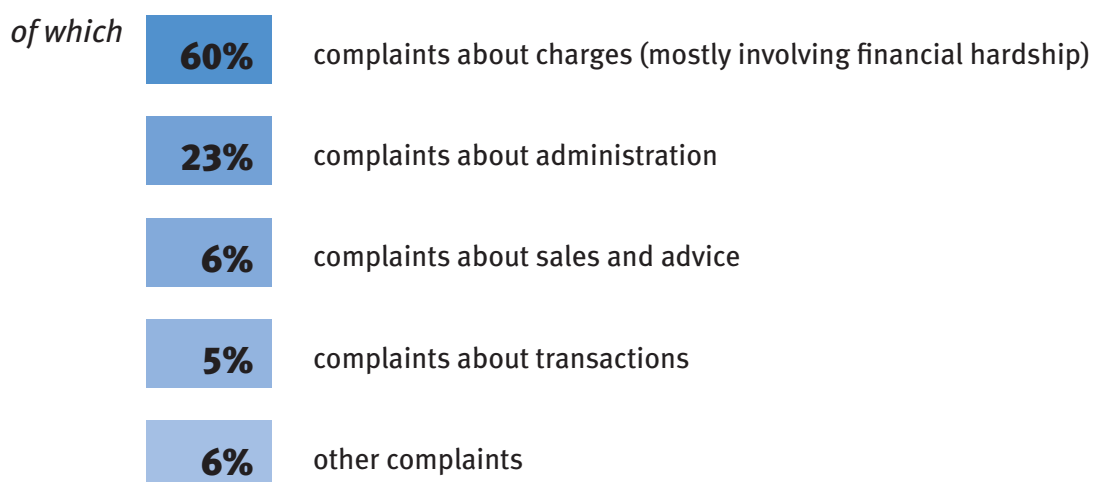 of which
60% complaints about charges (mostly involving financial hardship)
23% complaints about administration
6% complaints about sales and advice
5% complaints about transactions
6% other complaints